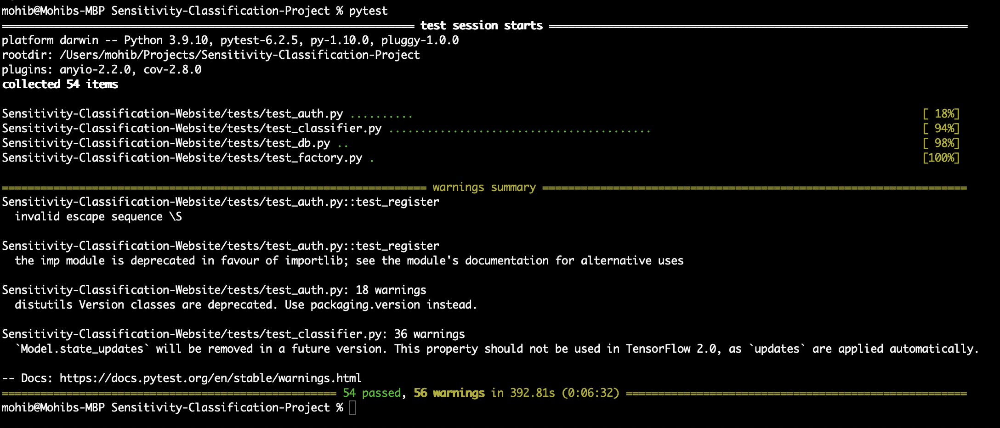 mohib@Mohibs-MBP Sensitivity-Classification-Project % pytest
================================================================ test session starts =================================================================
platform darwin -- Python 3.9.10, pytest-6.2.5, py-1.10.0, pluggy-1.0.0
rootdir: /Users/mohib/Projects/Sensitivity-Classification-Project
plugins: anyio-2.2.0, cov-2.8.0
collected 54 items
Sensitivity-Classification-Website/tests/test_auth.py .......... [ 18%]
Sensitivity-Classification-Website/tests/test_classifier.py ......................................... [ 94%]
Sensitivity-Classification-Website/tests/test_db.py .. [ 98%]
Sensitivity-Classification-Website/tests/test_factory.py . [100%]
================================================================== warnings summary ==================================================================
Sensitivity-Classification-Website/tests/test_auth.py::test_register
  invalid escape sequence \S
Sensitivity-Classification-Website/tests/test_auth.py::test_register
  the imp module is deprecated in favour of importlib; see the module's documentation for alternative uses
Sensitivity-Classification-Website/tests/test_auth.py: 18 warnings
  distutils Version classes are deprecated. Use packaging.version instead.
Sensitivity-Classification-Website/tests/test_classifier.py: 36 warnings
  `Model.state_updates` will be removed in a future version. This property should not be used in TensorFlow 2.0, as `updates` are applied automatically.
-- Docs: https://docs.pytest.org/en/stable/warnings.html
==================================================== 54 passed, 56 warnings in 392.81s (0:06:32) =====================================================
mohib@Mohibs-MBP Sensitivity-Classification-Project %